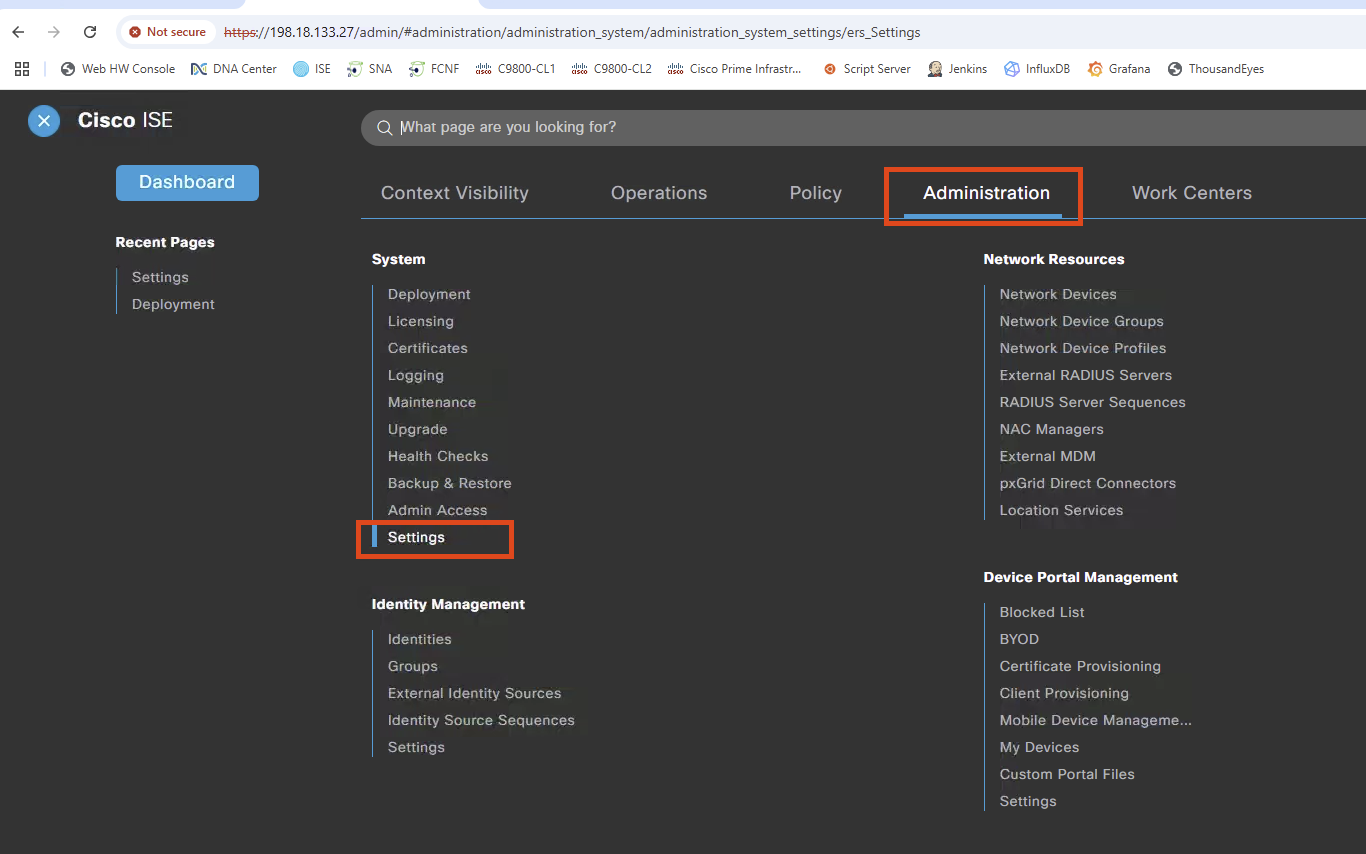 Not secure
https://198.18.133.27/admin/#administration/administration_system/administration_system_settings/ers_Settings
Web HW Console DNA Center ISE SNA FCNF C9800-CL1 C9800-CL2 Cisco Prime Infrastr... Script Server Jenkins InfluxDB Grafana ThousandEyes
Cisco ISE
What page are you looking for?
Dashboard
Recent Pages
Settings
Deployment
Context Visibility Operations Policy Administration Work Centers
System
Deployment
Licensing
Certificates
Logging
Maintenance
Upgrade
Health Checks
Backup & Restore
Admin Access
Settings
Identity Management
Identities
Groups
External Identity Sources
Identity Source Sequences
Settings
Network Resources
Network Devices
Network Device Groups
Network Device Profiles
External RADIUS Servers
RADIUS Server Sequences
NAC Managers
External MDM
pxGrid Direct Connectors
Location Services
Device Portal Management
Blocked List
BYOD
Certificate Provisioning
Client Provisioning
Mobile Device Manageme...
My Devices
Custom Portal Files
Settings